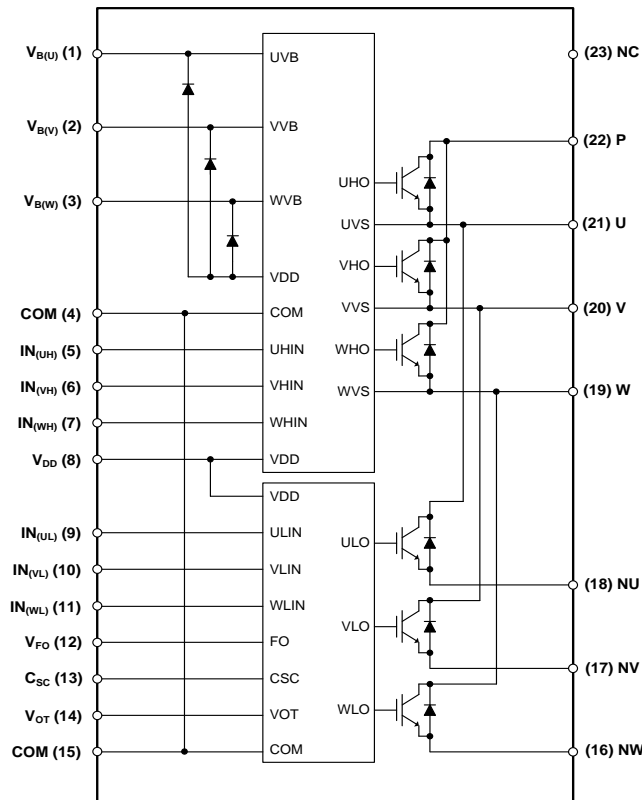 V_B(U) (1)
V_B(V) (2)
V_B(W) (3)
COM (4)
IN_(UH) (5)
IN_(VH) (6)
IN_(WH) (7)
V_DD (8)
IN_(UL) (9)
IN_(VL) (10)
IN_(WL) (11)
V_FO (12)
C_SC (13)
V_OT (14)
COM (15)
UVB
VVB
WVB
VDD
COM
UHIN
VHIN
WHIN
VDD
UHO
UVS
VHO
VVS
WHO
WVS
VDD
ULIN
VLIN
WLIN
FO
CSC
VOT
COM
ULO
VLO
WLO
(23) NC
(22) P
(21) U
(20) V
(19) W
(18) NU
(17) NV
(16) NW